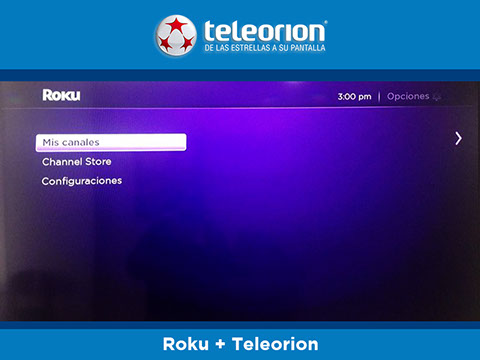 teleorion®
DE LAS ESTRELLAS A SU PANTALLA
ROKU
3:00 pm | Opciones
Mis canales
Channel Store
Configuraciones
Roku + Teleorion